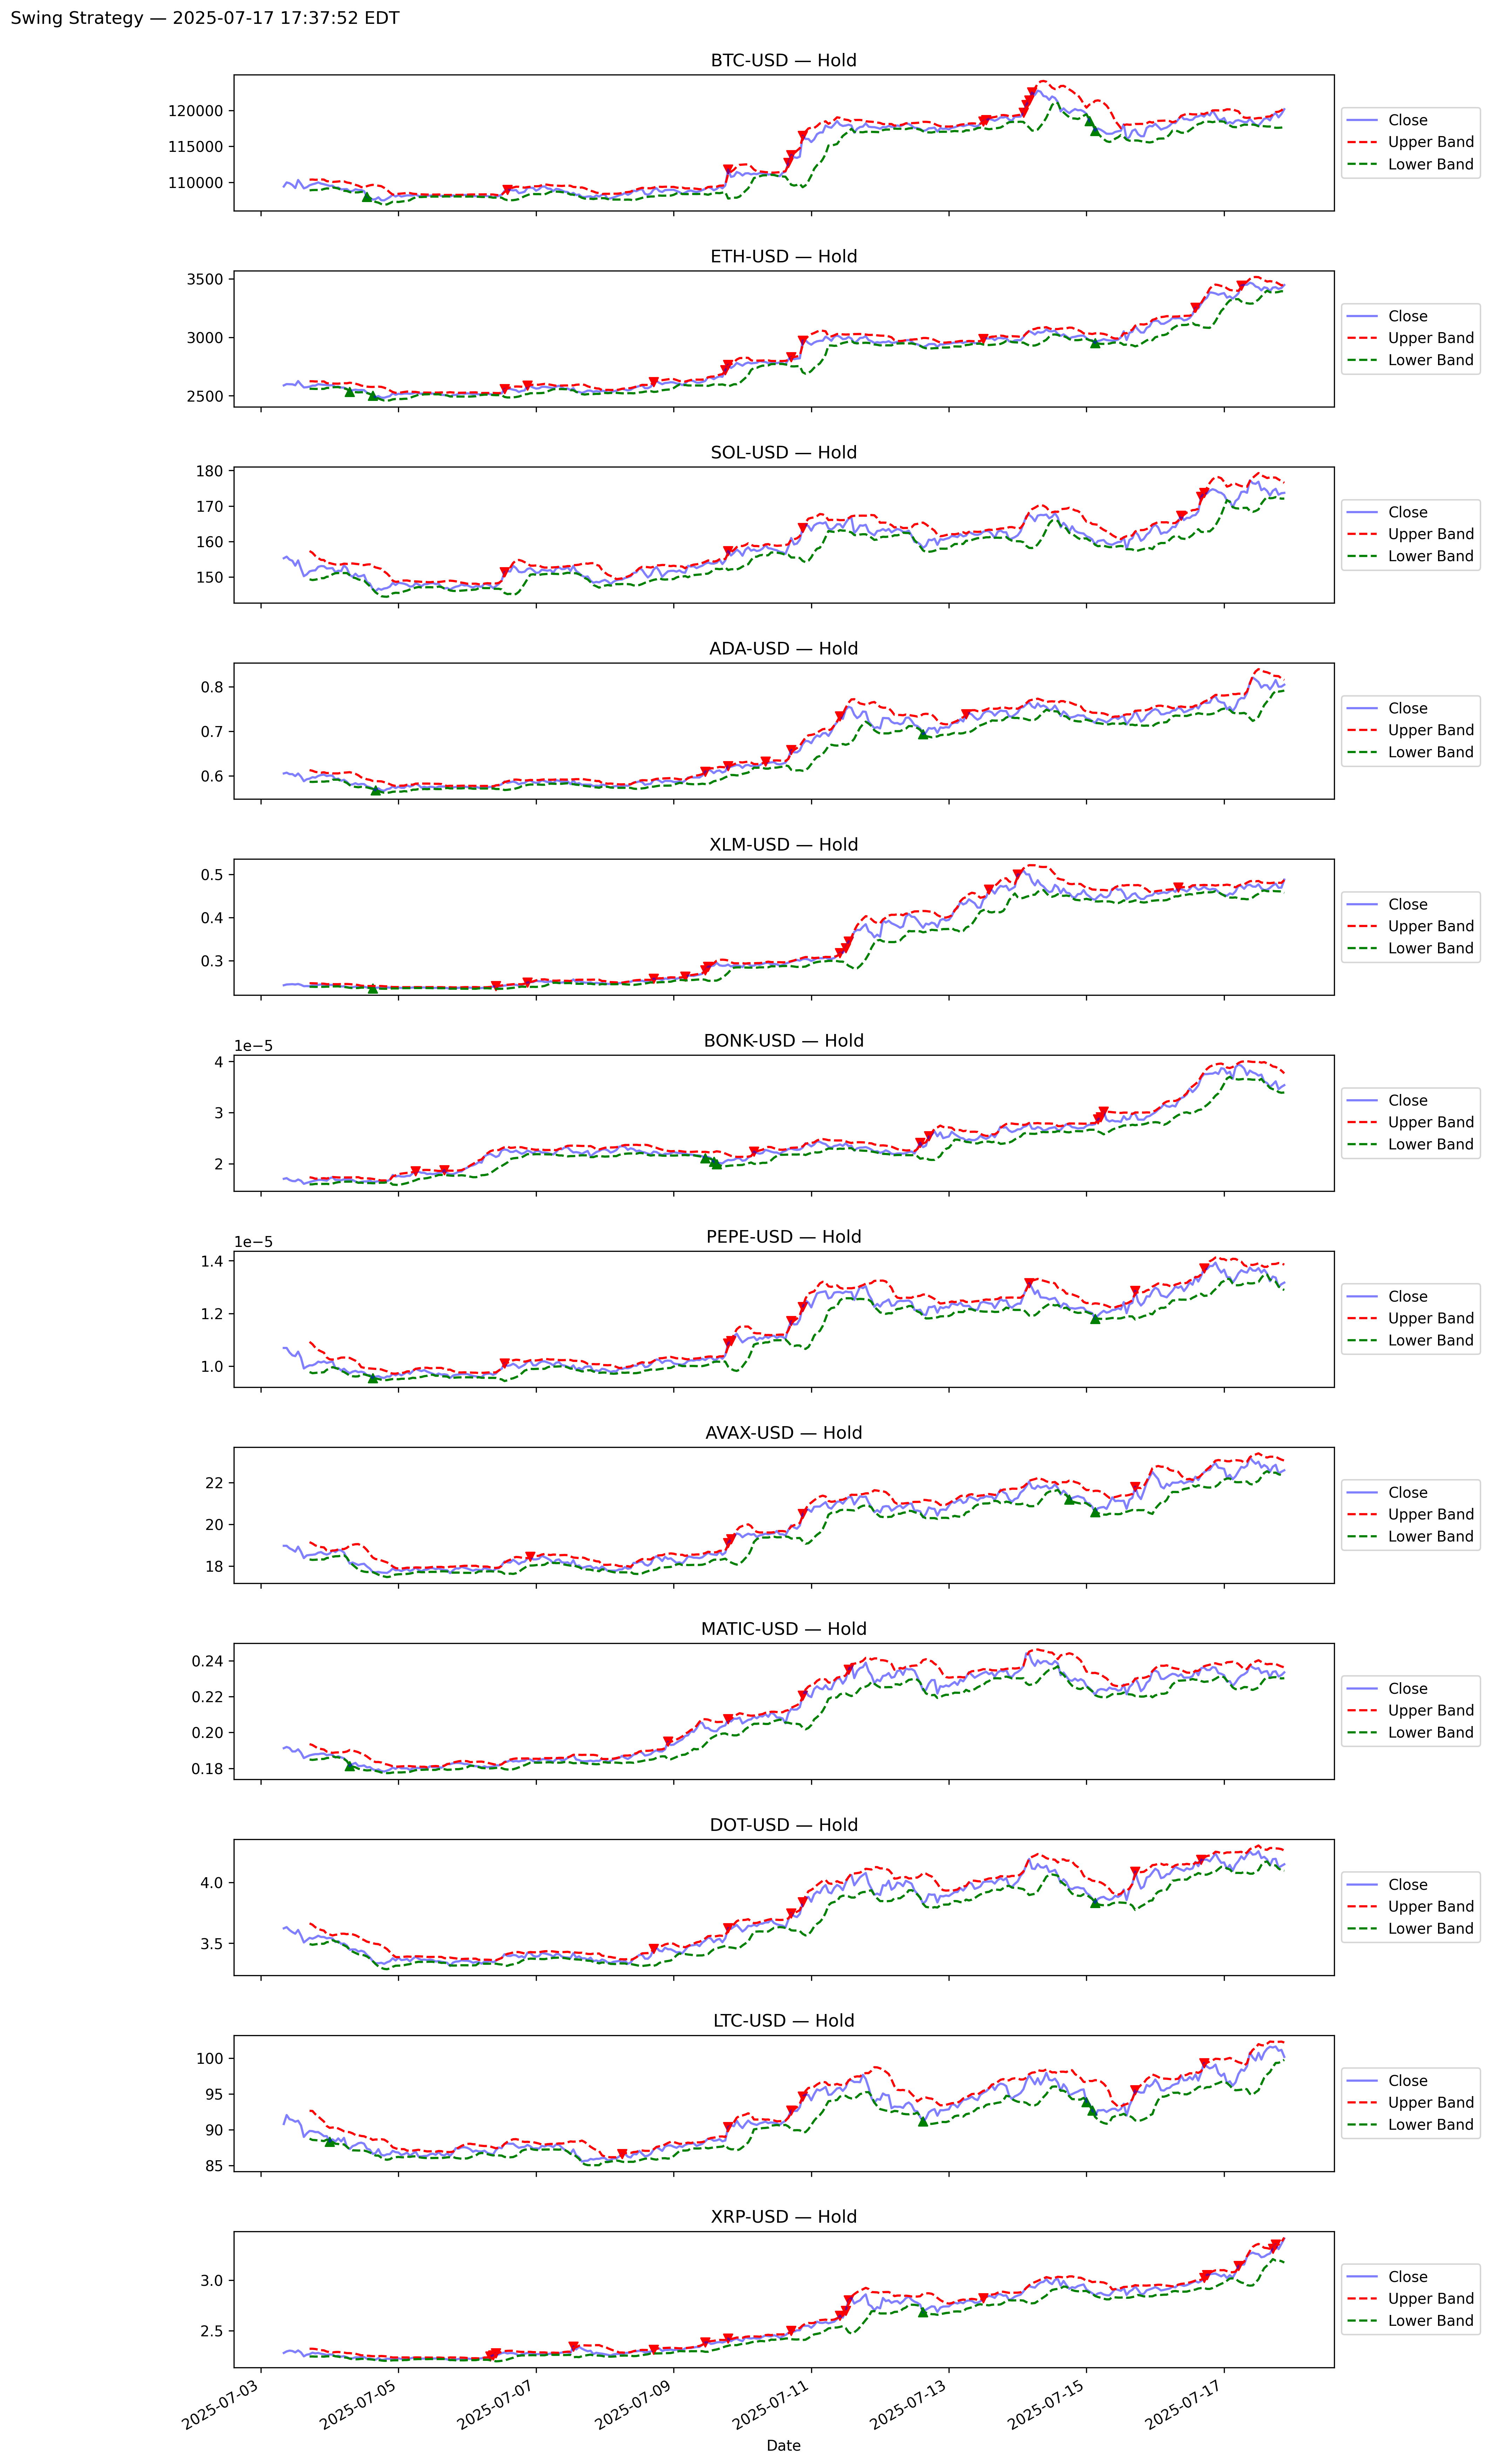 Swing Strategy — 2025-07-17 17:37:52 EDT
BTC-USD — Hold
120000
115000
110000
Close
Upper Band
Lower Band
ETH-USD — Hold
3500
3000
2500
Close
Upper Band
Lower Band
SOL-USD — Hold
180
170
160
150
Close
Upper Band
Lower Band
ADA-USD — Hold
0.8
0.7
0.6
Close
Upper Band
Lower Band
XLM-USD — Hold
0.5
0.4
0.3
Close
Upper Band
Lower Band
BONK-USD — Hold
1e−5
4
3
2
Close
Upper Band
Lower Band
PEPE-USD — Hold
1e−5
1.4
1.2
1.0
Close
Upper Band
Lower Band
AVAX-USD — Hold
22
20
18
Close
Upper Band
Lower Band
MATIC-USD — Hold
0.24
0.22
0.20
0.18
Close
Upper Band
Lower Band
DOT-USD — Hold
4.0
3.5
Close
Upper Band
Lower Band
LTC-USD — Hold
100
95
90
85
Close
Upper Band
Lower Band
XRP-USD — Hold
3.0
2.5
Close
Upper Band
Lower Band
2025-07-03
2025-07-05
2025-07-07
2025-07-09
2025-07-11
2025-07-13
2025-07-15
2025-07-17
Date